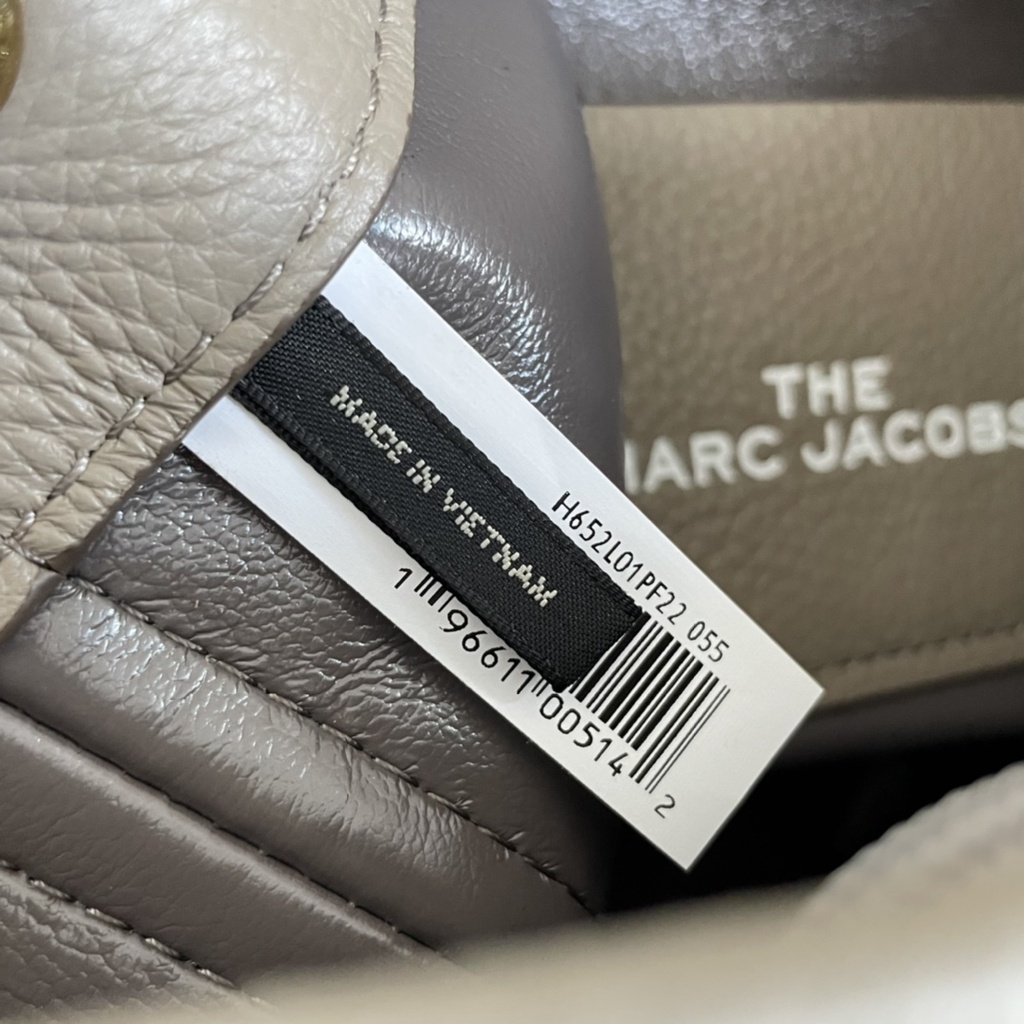 MADE IN VIETNAM
H652L01PF22 055
1 96611 00514 2
THE
MARC JACOBS